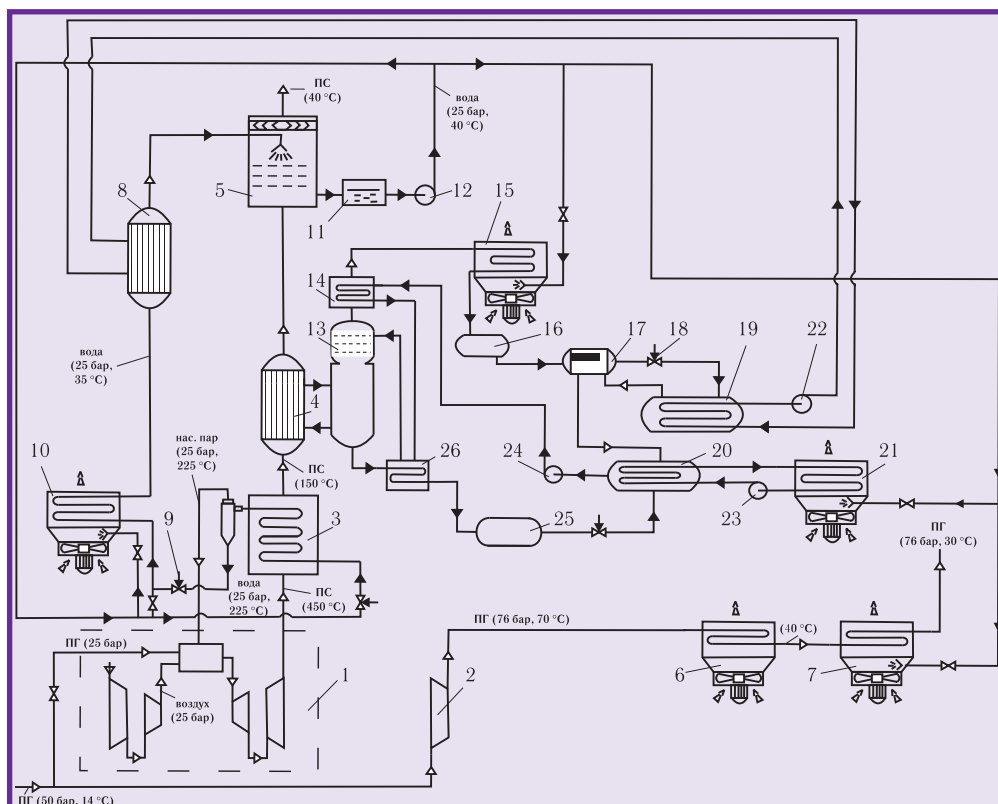 ПС
(40 °C)
вода
(25 бар,
40 °C)
8
5
12
15
11
14
13
16
17
18
19
22
вода
(25 бар,
35 °C)
4
нас. пар
(25 бар,
225 °C)
ПС
(150 °C)
10
26
24
20
21
23
9
3
25
ПГ
(76 бар, 30 °C)
вода
(25 бар,
225 °C)
ПС
(450 °C)
ПГ (25 бар)
ПГ (76 бар, 70 °C)
(40 °C)
1
2
6
7
воздух
(25 бар)
ПГ (50 бар, 14 °C)